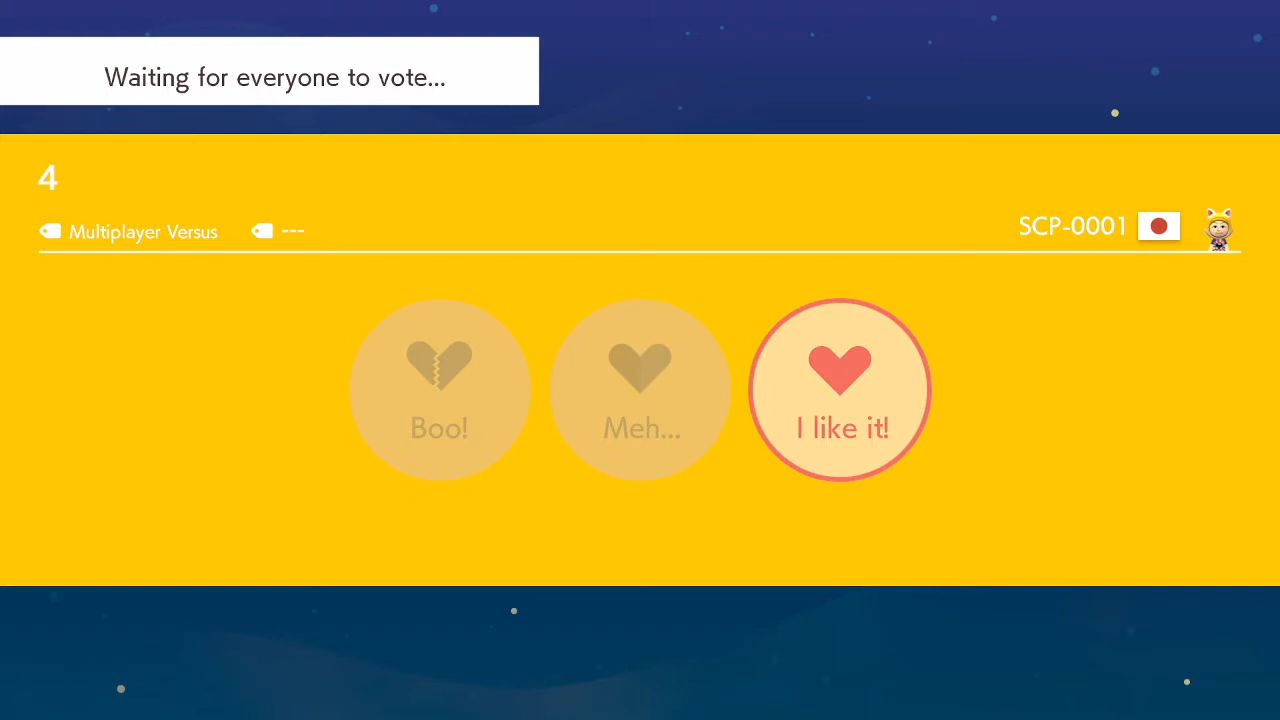 Waiting for everyone to vote...
4
Multiplayer Versus ---
SCP-0001
Boo!
Meh...
I like it!